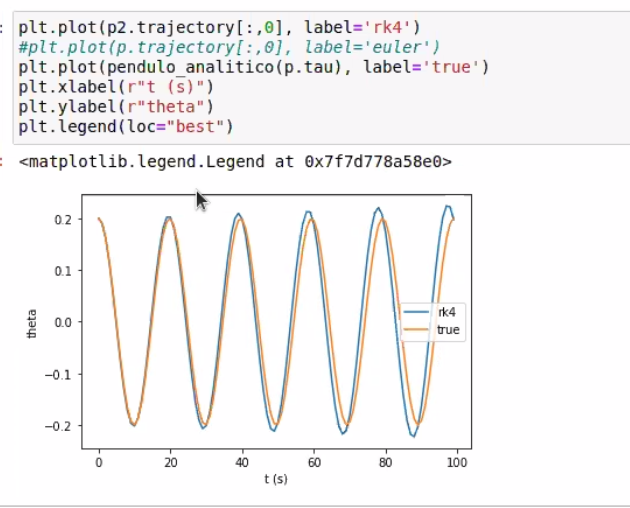 plt.plot(p2.trajectory[:,0], label='rk4')
#plt.plot(p.trajectory[:,0], label='euler')
plt.plot(pendulo_analitico(p.tau), label='true')
plt.xlabel(r"t (s)")
plt.ylabel(r"theta")
plt.legend(loc="best")
<matplotlib.legend.Legend at 0x7f7d778a58e0>
0.2
0.1
0.0
−0.1
−0.2
theta
rk4
true
0 20 40 60 80 100
t (s)